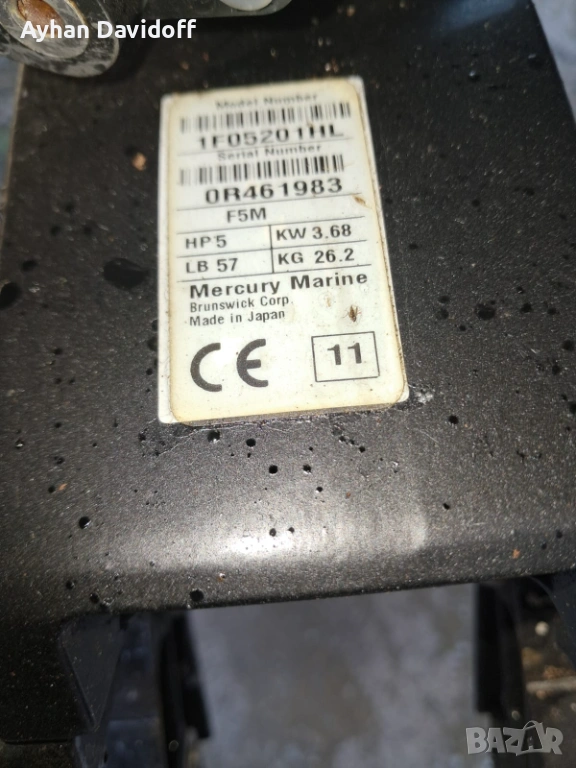 Ayhan Davidoff
Model Number
1F05201HL
Serial Number
0R461983
F5M
HP 5 KW 3.68
LB 57 KG 26.2
Mercury Marine
Brunswick Corp.
Made in Japan
CE 11
BAZAR